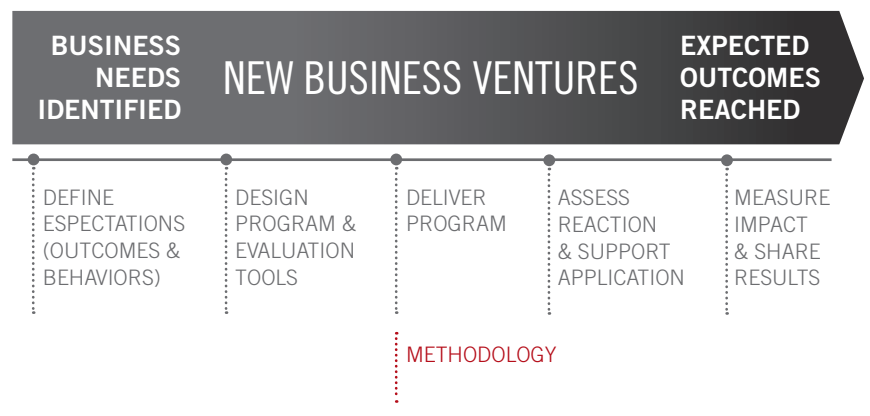 BUSINESS
NEEDS
IDENTIFIED
NEW BUSINESS VENTURES
EXPECTED
OUTCOMES
REACHED
DEFINE
ESPECTATIONS
(OUTCOMES &
BEHAVIORS)
DESIGN
PROGRAM &
EVALUATION
TOOLS
DELIVER
PROGRAM
ASSESS
REACTION
& SUPPORT
APPLICATION
MEASURE
IMPACT
& SHARE
RESULTS
METHODOLOGY